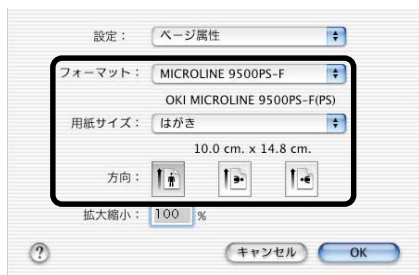 設定： ページ属性
フォーマット： MICROLINE 9500PS-F
OKI MICROLINE 9500PS-F(PS)
用紙サイズ： はがき
10.0 cm. x 14.8 cm.
方向：
拡大縮小： 100 %
? キャンセル OK